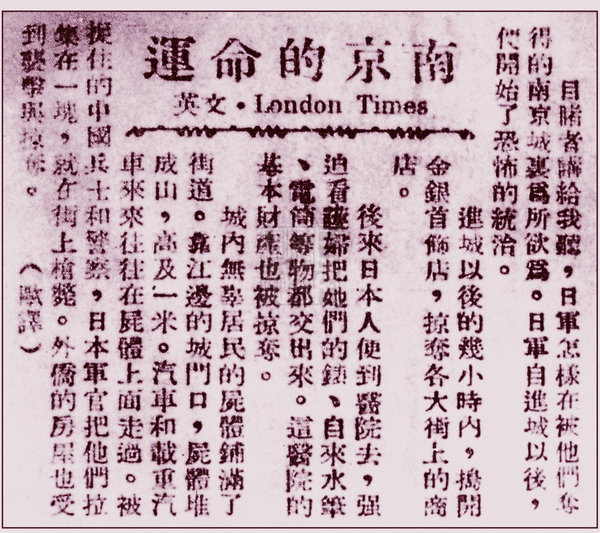 南京的命運
英文・London Times
目睹者講給我聽，日軍怎樣在被他們奪
得的南京城裏爲所欲爲。日軍自進城以後，
便開始了恐怖的統治。
進城以後的幾小時內，搗開
金銀首飾店，掠奪各大街上的商
店。
後來日本人便到醫院去，强
迫看護婦把她們的錶、自來水筆
、電筒等物都交出來。這醫院的
基本財產也被掠奪。
城內無辜居民的屍體鋪滿了
街道。靠江邊的城門口，屍體堆
成山，高及一米。汽車和載重汽
車來來往往在屍體上面走過。被
捉住的中國兵士和警察，日本軍官把他們拉
集在一塊，就在街上槍斃。外僑的房屋也受
到襲擊與掠奪。
（歐譯）